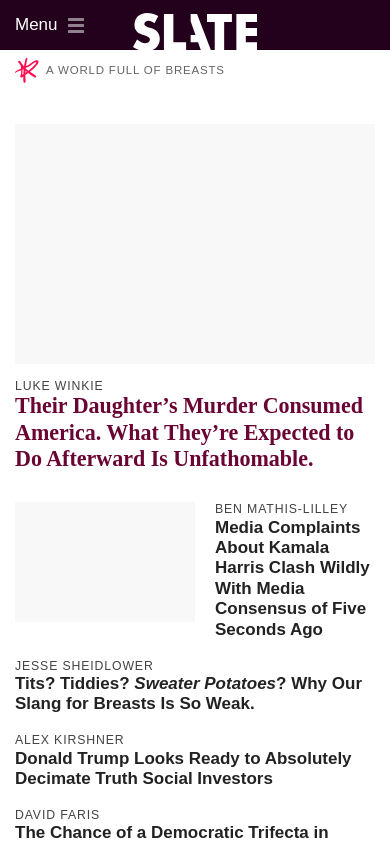 Menu
SLATE
A WORLD FULL OF BREASTS
LUKE WINKIE
Their Daughter’s Murder Consumed
America. What They’re Expected to
Do Afterward Is Unfathomable.
BEN MATHIS-LILLEY
Media Complaints
About Kamala
Harris Clash Wildly
With Media
Consensus of Five
Seconds Ago
JESSE SHEIDLOWER
Tits? Tiddies? Sweater Potatoes? Why Our
Slang for Breasts Is So Weak.
ALEX KIRSHNER
Donald Trump Looks Ready to Absolutely
Decimate Truth Social Investors
DAVID FARIS
The Chance of a Democratic Trifecta in